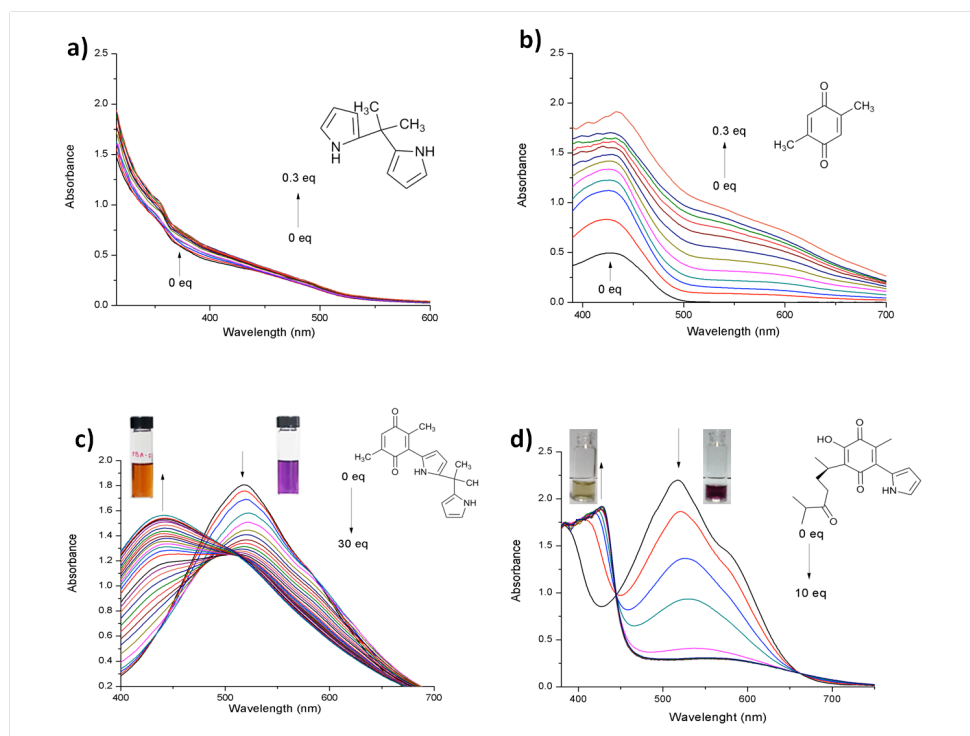 a)
2.5
2.0
1.5
1.0
0.5
0.0
Absorbance
400
500
600
Wavelength (nm)
CH3
CH3
NH
HN
0.3 eq
0 eq
0 eq
b)
2.5
2.0
1.5
1.0
0.5
0.0
Absorbance
400
500
600
700
Wavelength (nm)
O
CH3
H3C
O
0.3 eq
0 eq
0 eq
c)
2.0
1.8
1.6
1.4
1.2
1.0
0.8
0.6
0.4
0.2
Absorbance
400
500
600
700
Wavelength (nm)
O
CH3
CH3
O
NH
CH3
CH
NH
0 eq
30 eq
d)
2.5
2.0
1.5
1.0
0.5
0.0
Absorbance
400
500
600
700
Wavelenght (nm)
O
HO
O
NH
O
0 eq
10 eq